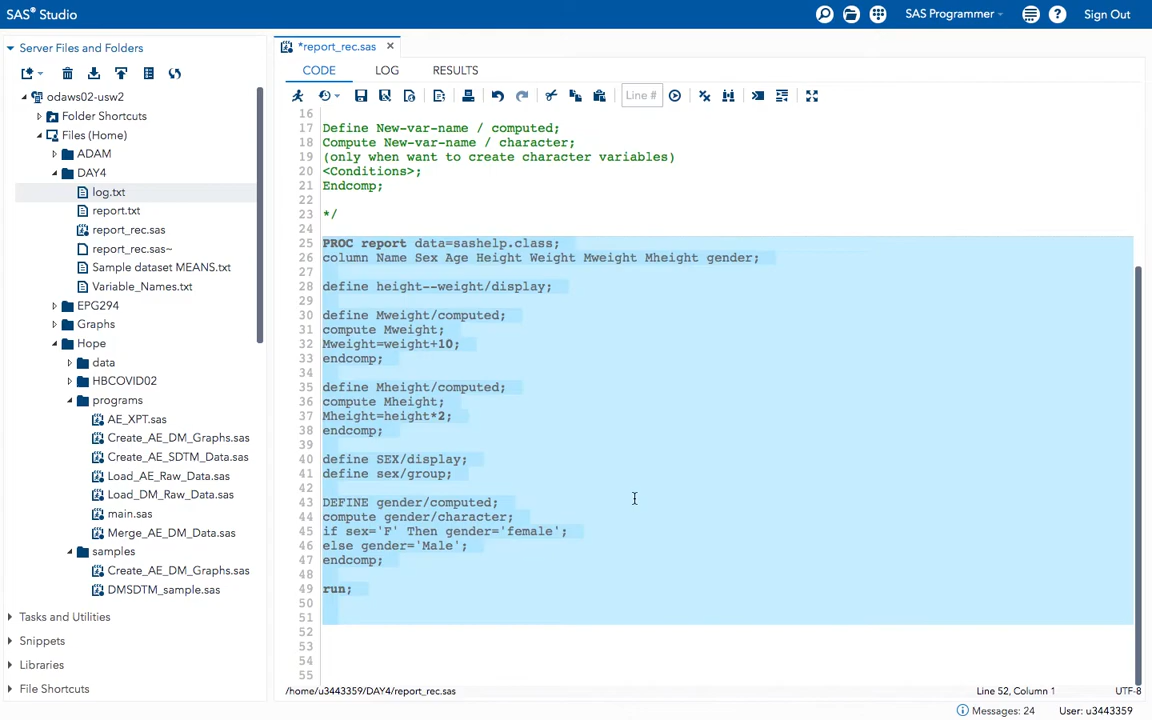 SAS® Studio
SAS Programmer
Sign Out
Server Files and Folders
odaws02-usw2
Folder Shortcuts
Files (Home)
ADAM
DAY4
log.txt
report.txt
report_rec.sas
report_rec.sas~
Sample dataset MEANS.txt
Variable_Names.txt
EPG294
Graphs
Hope
data
HBCOVID02
programs
AE_XPT.sas
Create_AE_DM_Graphs.sas
Create_AE_SDTM_Data.sas
Load_AE_Raw_Data.sas
Load_DM_Raw_Data.sas
main.sas
Merge_AE_DM_Data.sas
samples
Create_AE_DM_Graphs.sas
DMSDTM_sample.sas
Tasks and Utilities
Snippets
Libraries
File Shortcuts
*report_rec.sas
CODE LOG RESULTS
Line #
16
17 Define New-var-name / computed;
18 Compute New-var-name / character;
19 (only when want to create character variables)
20 <Conditions>;
21 Endcomp;
22
23 */
24
25 PROC report data=sashelp.class;
26 column Name Sex Age Height Weight Mweight Mheight gender;
27
28 define height--weight/display;
29
30 define Mweight/computed;
31 compute Mweight;
32 Mweight=weight+10;
33 endcomp;
34
35 define Mheight/computed;
36 compute Mheight;
37 Mheight=height*2;
38 endcomp;
39
40 define SEX/display;
41 define sex/group;
42
43 DEFINE gender/computed;
44 compute gender/character;
45 if sex='F' Then gender='female';
46 else gender='Male';
47 endcomp;
48
49 run;
50
51
52
53
54
55
/home/u3443359/DAY4/report_rec.sas
Line 52, Column 1
UTF-8
Messages: 24
User: u3443359